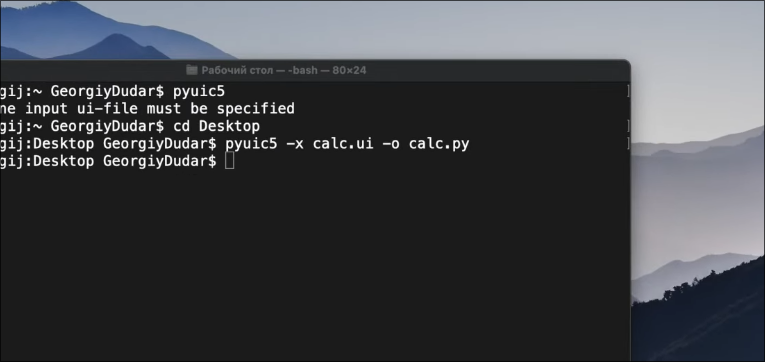 Рабочий стол — -bash — 80×24
gij:~ GeorgiyDudar$ pyuic5
ne input ui-file must be specified
gij:~ GeorgiyDudar$ cd Desktop
gij:Desktop GeorgiyDudar$ pyuic5 -x calc.ui -o calc.py
gij:Desktop GeorgiyDudar$